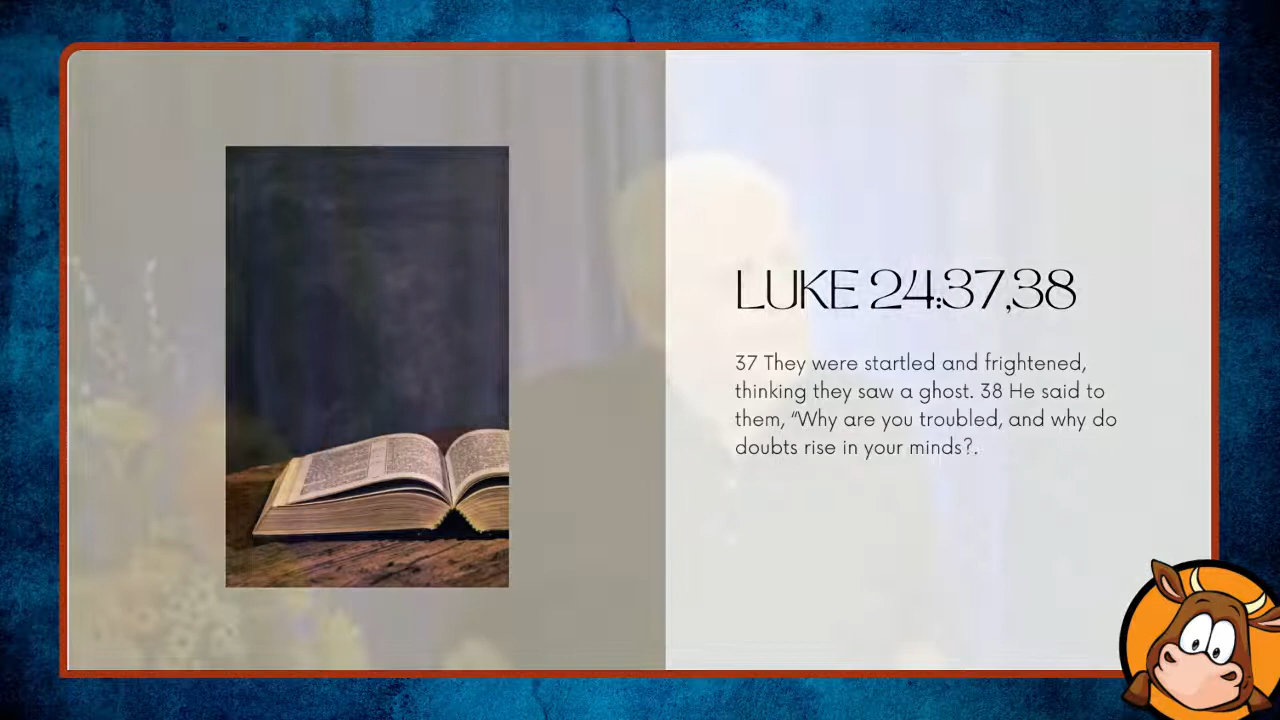 LUKE 24:37,38
37 They were startled and frightened,
thinking they saw a ghost. 38 He said to
them, “Why are you troubled, and why do
doubts rise in your minds?.